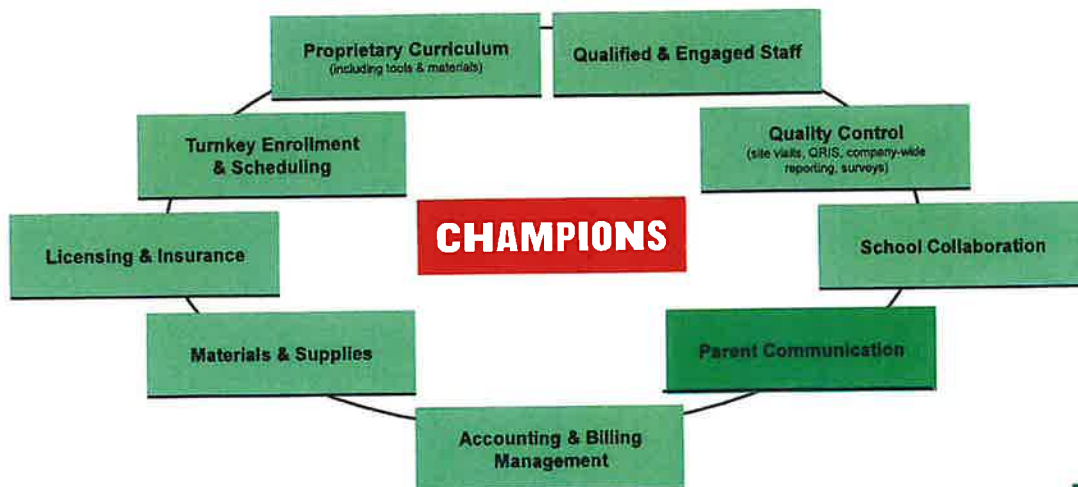 Proprietary Curriculum
(including tools & materials)
Qualified & Engaged Staff
Turnkey Enrollment
& Scheduling
Quality Control
(site visits, QRIS, company-wide
reporting, surveys)
CHAMPIONS
Licensing & Insurance
School Collaboration
Materials & Supplies
Parent Communication
Accounting & Billing
Management